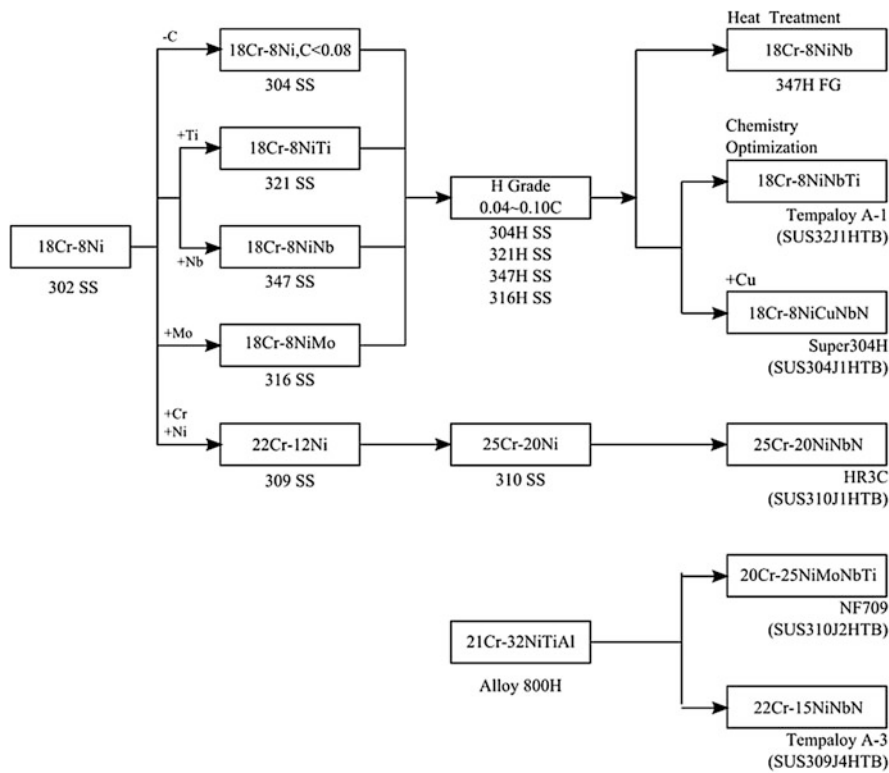 Heat Treatment
-C
18Cr-8Ni,C<0.08
304 SS
18Cr-8NiNb
347H FG
+Ti
18Cr-8NiTi
321 SS
Chemistry
Optimization
18Cr-8NiNbTi
Tempaloy A-1
(SUS32J1HTB)
H Grade
0.04~0.10C
304H SS
321H SS
347H SS
316H SS
18Cr-8Ni
302 SS
+Nb
18Cr-8NiNb
347 SS
+Cu
18Cr-8NiCuNbN
Super304H
(SUS304J1HTB)
+Mo
18Cr-8NiMo
316 SS
+Cr
+Ni
22Cr-12Ni
309 SS
25Cr-20Ni
310 SS
25Cr-20NiNbN
HR3C
(SUS310J1HTB)
21Cr-32NiTiAl
Alloy 800H
20Cr-25NiMoNbTi
NF709
(SUS310J2HTB)
22Cr-15NiNbN
Tempaloy A-3
(SUS309J4HTB)